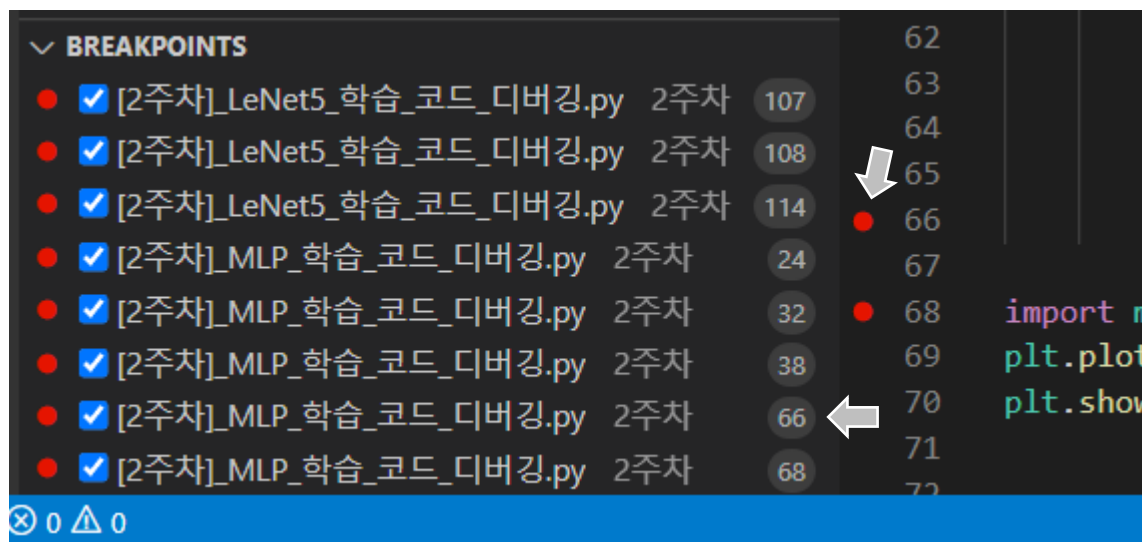 BREAKPOINTS
[2주차]_LeNet5_학습_코드_디버깅.py 2주차 107
[2주차]_LeNet5_학습_코드_디버깅.py 2주차 108
[2주차]_LeNet5_학습_코드_디버깅.py 2주차 114
[2주차]_MLP_학습_코드_디버깅.py 2주차 24
[2주차]_MLP_학습_코드_디버깅.py 2주차 32
[2주차]_MLP_학습_코드_디버깅.py 2주차 38
[2주차]_MLP_학습_코드_디버깅.py 2주차 66
[2주차]_MLP_학습_코드_디버깅.py 2주차 68
0 0
62
63
64
65
66
67
68 import
69 plt.plot
70 plt.show
71
72